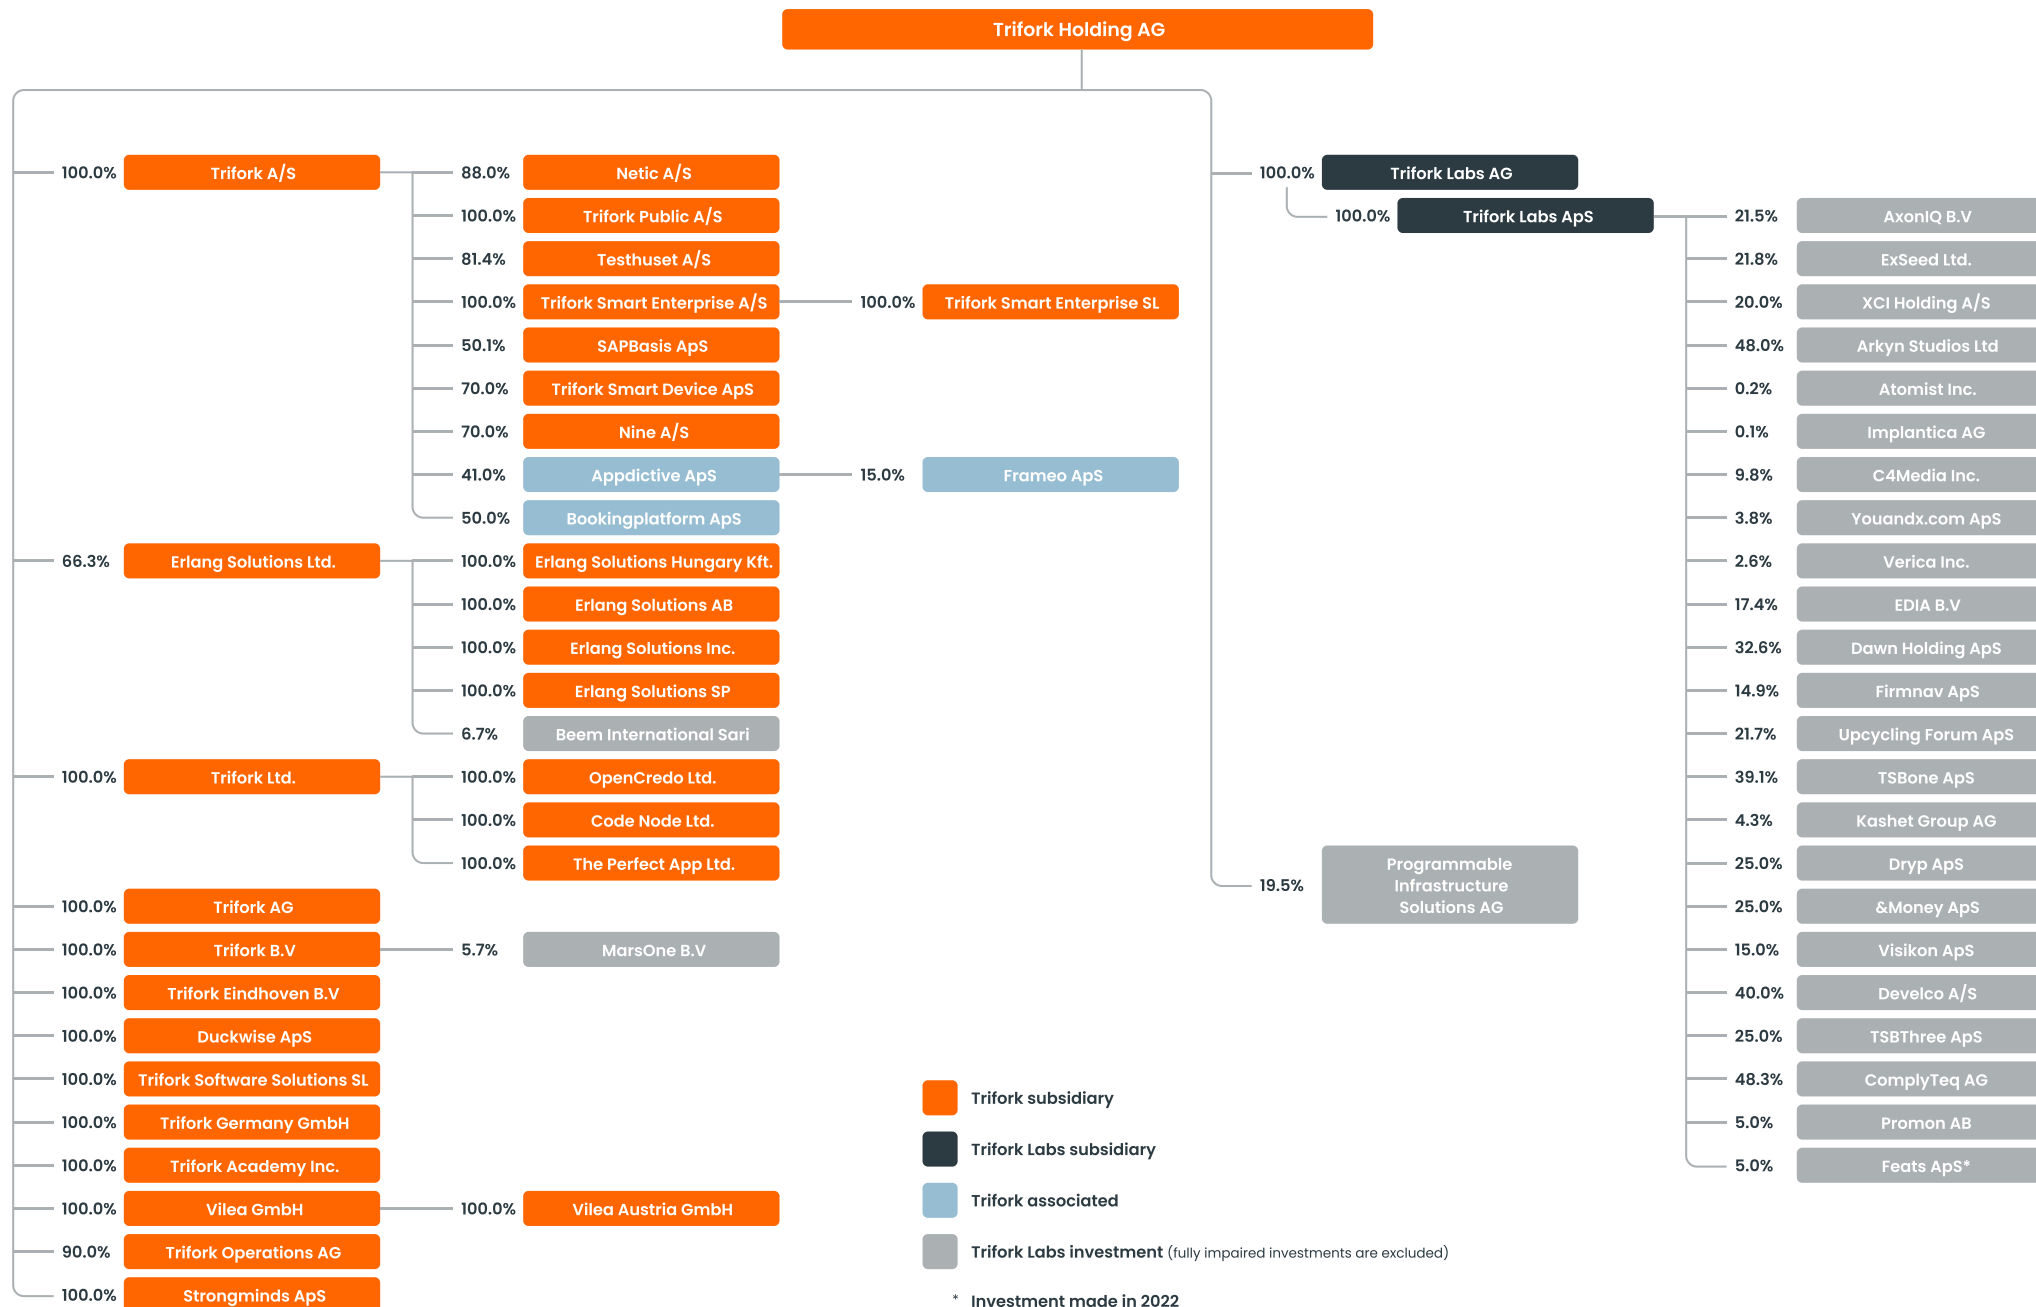 Trifork Holding AG
100.0% Trifork A/S
88.0% Netic A/S
100.0% Trifork Public A/S
81.4% Testhuset A/S
100.0% Trifork Smart Enterprise A/S
100.0% Trifork Smart Enterprise SL
50.1% SAPBasis ApS
70.0% Trifork Smart Device ApS
70.0% Nine A/S
41.0% Appdictive ApS
15.0% Frameo ApS
50.0% Bookingplatform ApS
66.3% Erlang Solutions Ltd.
100.0% Erlang Solutions Hungary Kft.
100.0% Erlang Solutions AB
100.0% Erlang Solutions Inc.
100.0% Erlang Solutions SP
6.7% Beem International Sari
100.0% Trifork Ltd.
100.0% OpenCredo Ltd.
100.0% Code Node Ltd.
100.0% The Perfect App Ltd.
100.0% Trifork AG
100.0% Trifork B.V
5.7% MarsOne B.V
100.0% Trifork Eindhoven B.V
100.0% Duckwise ApS
100.0% Trifork Software Solutions SL
100.0% Trifork Germany GmbH
100.0% Trifork Academy Inc.
100.0% Vilea GmbH
100.0% Vilea Austria GmbH
90.0% Trifork Operations AG
100.0% Strongminds ApS
100.0% Trifork Labs AG
100.0% Trifork Labs ApS
21.5% AxonIQ B.V
21.8% ExSeed Ltd.
20.0% XCI Holding A/S
48.0% Arkyn Studios Ltd
0.2% Atomist Inc.
0.1% Implantica AG
9.8% C4Media Inc.
3.8% Youandx.com ApS
2.6% Verica Inc.
17.4% EDIA B.V
32.6% Dawn Holding ApS
14.9% Firmnav ApS
21.7% Upcycling Forum ApS
39.1% TSBone ApS
4.3% Kashet Group AG
25.0% Dryp ApS
25.0% &Money ApS
15.0% Visikon ApS
40.0% Develco A/S
25.0% TSBThree ApS
48.3% ComplyTeq AG
5.0% Promon AB
5.0% Feats ApS*
19.5% Programmable
Infrastructure
Solutions AG
Trifork subsidiary
Trifork Labs subsidiary
Trifork associated
Trifork Labs investment (fully impaired investments are excluded)
* Investment made in 2022